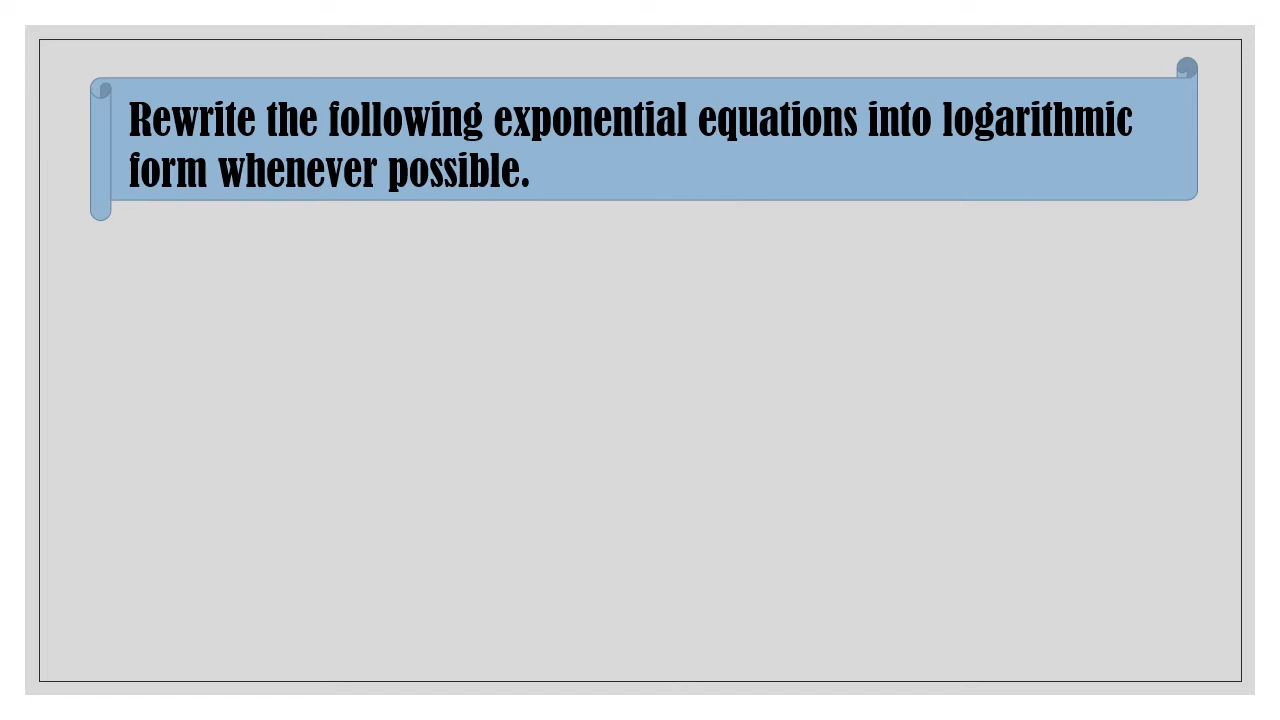 Rewrite the following exponential equations into logarithmic
form whenever possible.